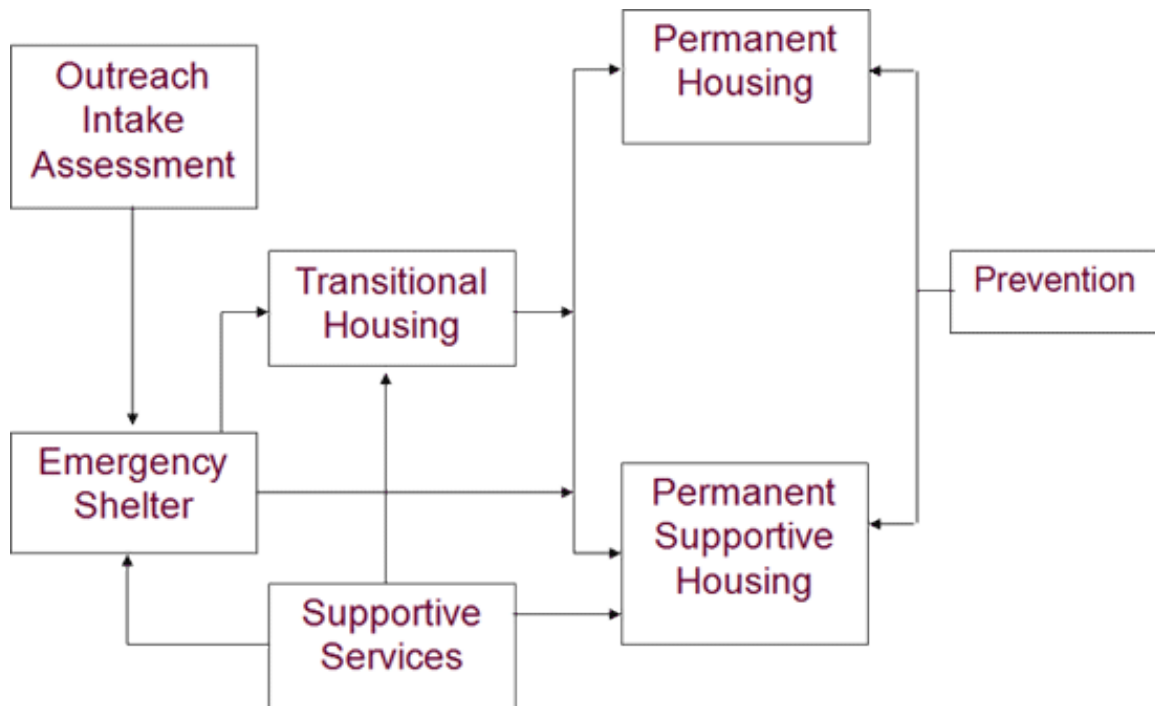 Outreach
Intake
Assessment
Permanent
Housing
Transitional
Housing
Prevention
Emergency
Shelter
Permanent
Supportive
Housing
Supportive
Services